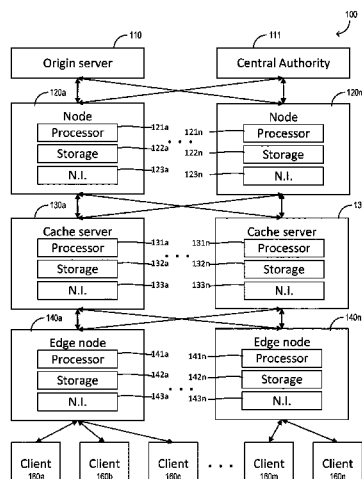 100
110
111
Origin server
Central Authority
120a
120n
Node
Node
Processor
121a
121n
Processor
Storage
122a
122n
Storage
N.I.
123a
123n
N.I.
130a
Cache server
Cache server
Processor
131a
131n
Processor
Storage
132a
132n
Storage
N.I.
133a
133n
N.I.
140a
140n
Edge node
Edge node
Processor
141a
141n
Processor
Storage
142a
142n
Storage
N.I.
143a
143n
N.I.
Client
Client
Client
Client
Client
160a
160b
160c
160m
160n